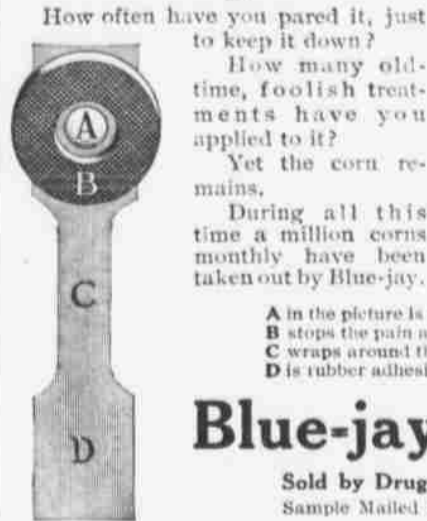 How often have you pared it, just
to keep it down?
How many old-
time, foolish treat-
ments have you
applied to it?
Yet the corn re-
mains.
During all this
time a million corns
monthly have been
taken out by Blue-jay.
A
B
C
D
A in the picture is
B stops the pain a
C wraps around th
D is rubber adhesi
Blue=jay
Sold by Drug
Sample Mailed